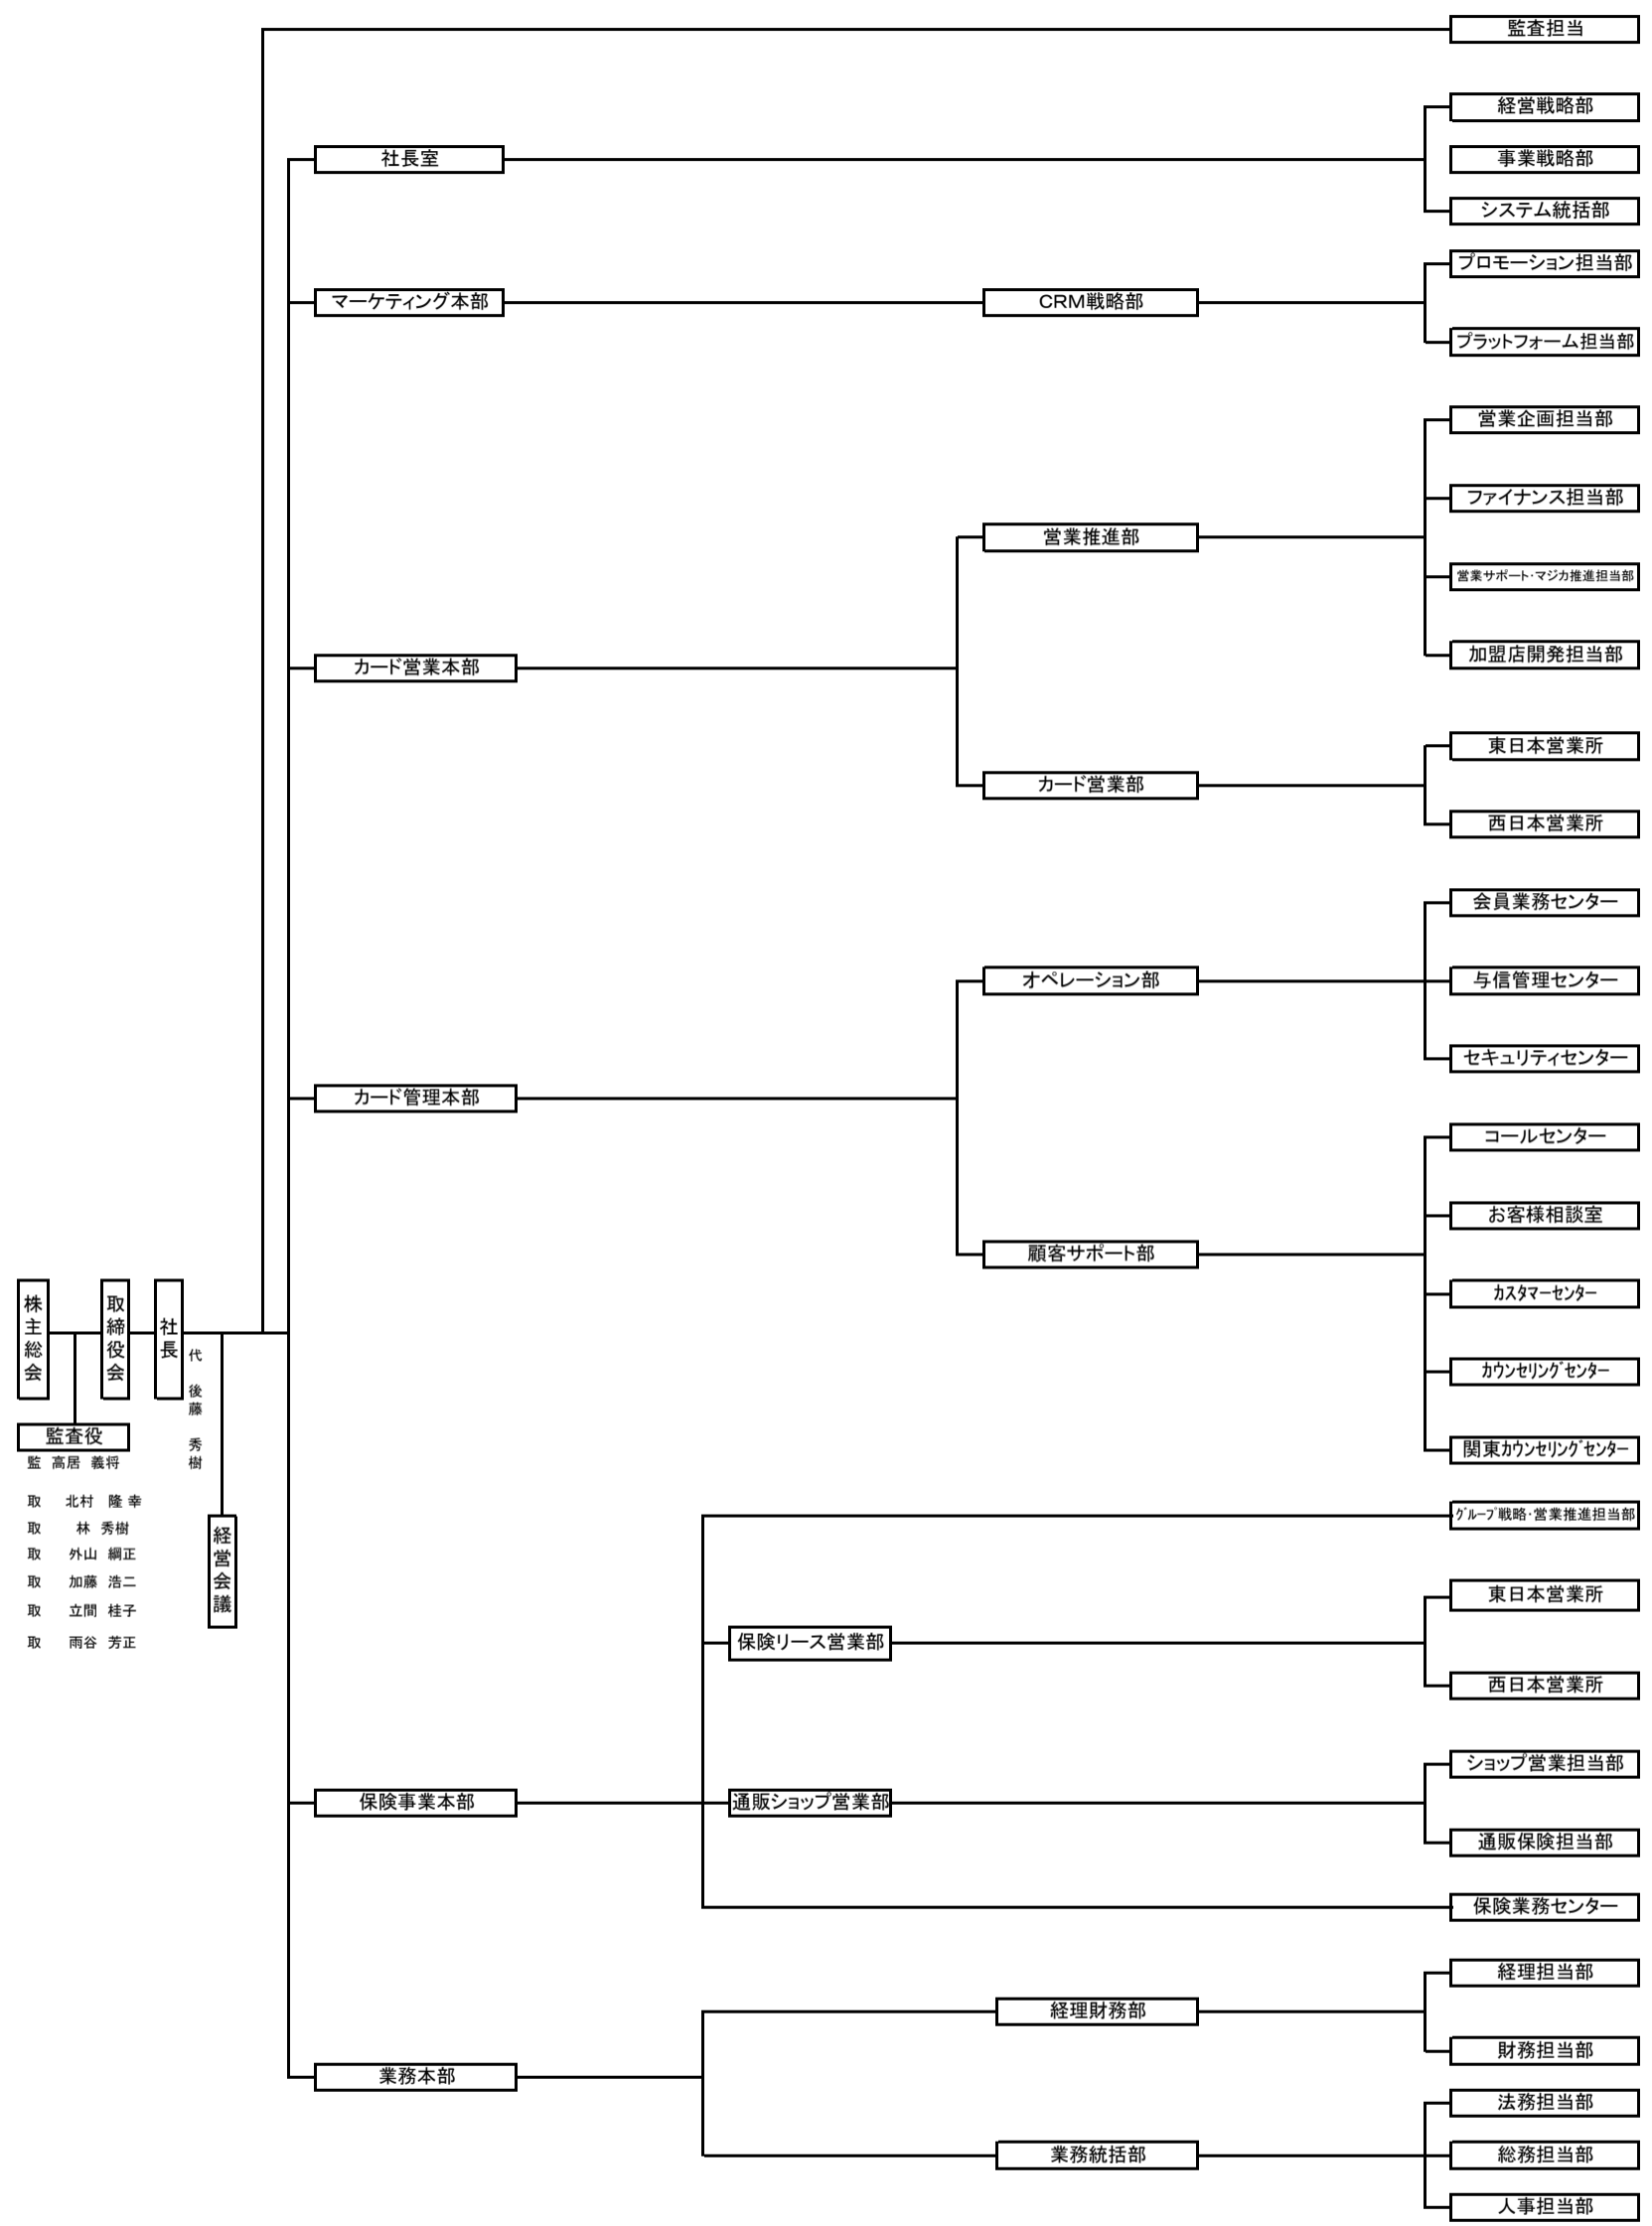 監査担当
経営戦略部
社長室
事業戦略部
システム統括部
プロモーション担当部
マーケティング本部
CRM戦略部
プラットフォーム担当部
営業企画担当部
ファイナンス担当部
営業推進部
営業サポート・マジカ推進担当部
加盟店開発担当部
カード営業本部
東日本営業所
カード営業部
西日本営業所
会員業務センター
オペレーション部
与信管理センター
セキュリティセンター
カード管理本部
コールセンター
お客様相談室
顧客サポート部
カスタマーセンター
カウンセリングセンター
関東カウンセリングセンター
株主総会
取締役会
社長
代 後藤 秀樹
監査役
監 高居 義将
取 北村 隆幸
取 林 秀樹
取 外山 綱正
取 加藤 浩二
取 立間 桂子
取 雨谷 芳正
経営会議
グループ戦略・営業推進担当部
東日本営業所
保険リース営業部
西日本営業所
ショップ営業担当部
保険事業本部
通販ショップ営業部
通販保険担当部
保険業務センター
経理担当部
経理財務部
財務担当部
業務本部
法務担当部
業務統括部
総務担当部
人事担当部